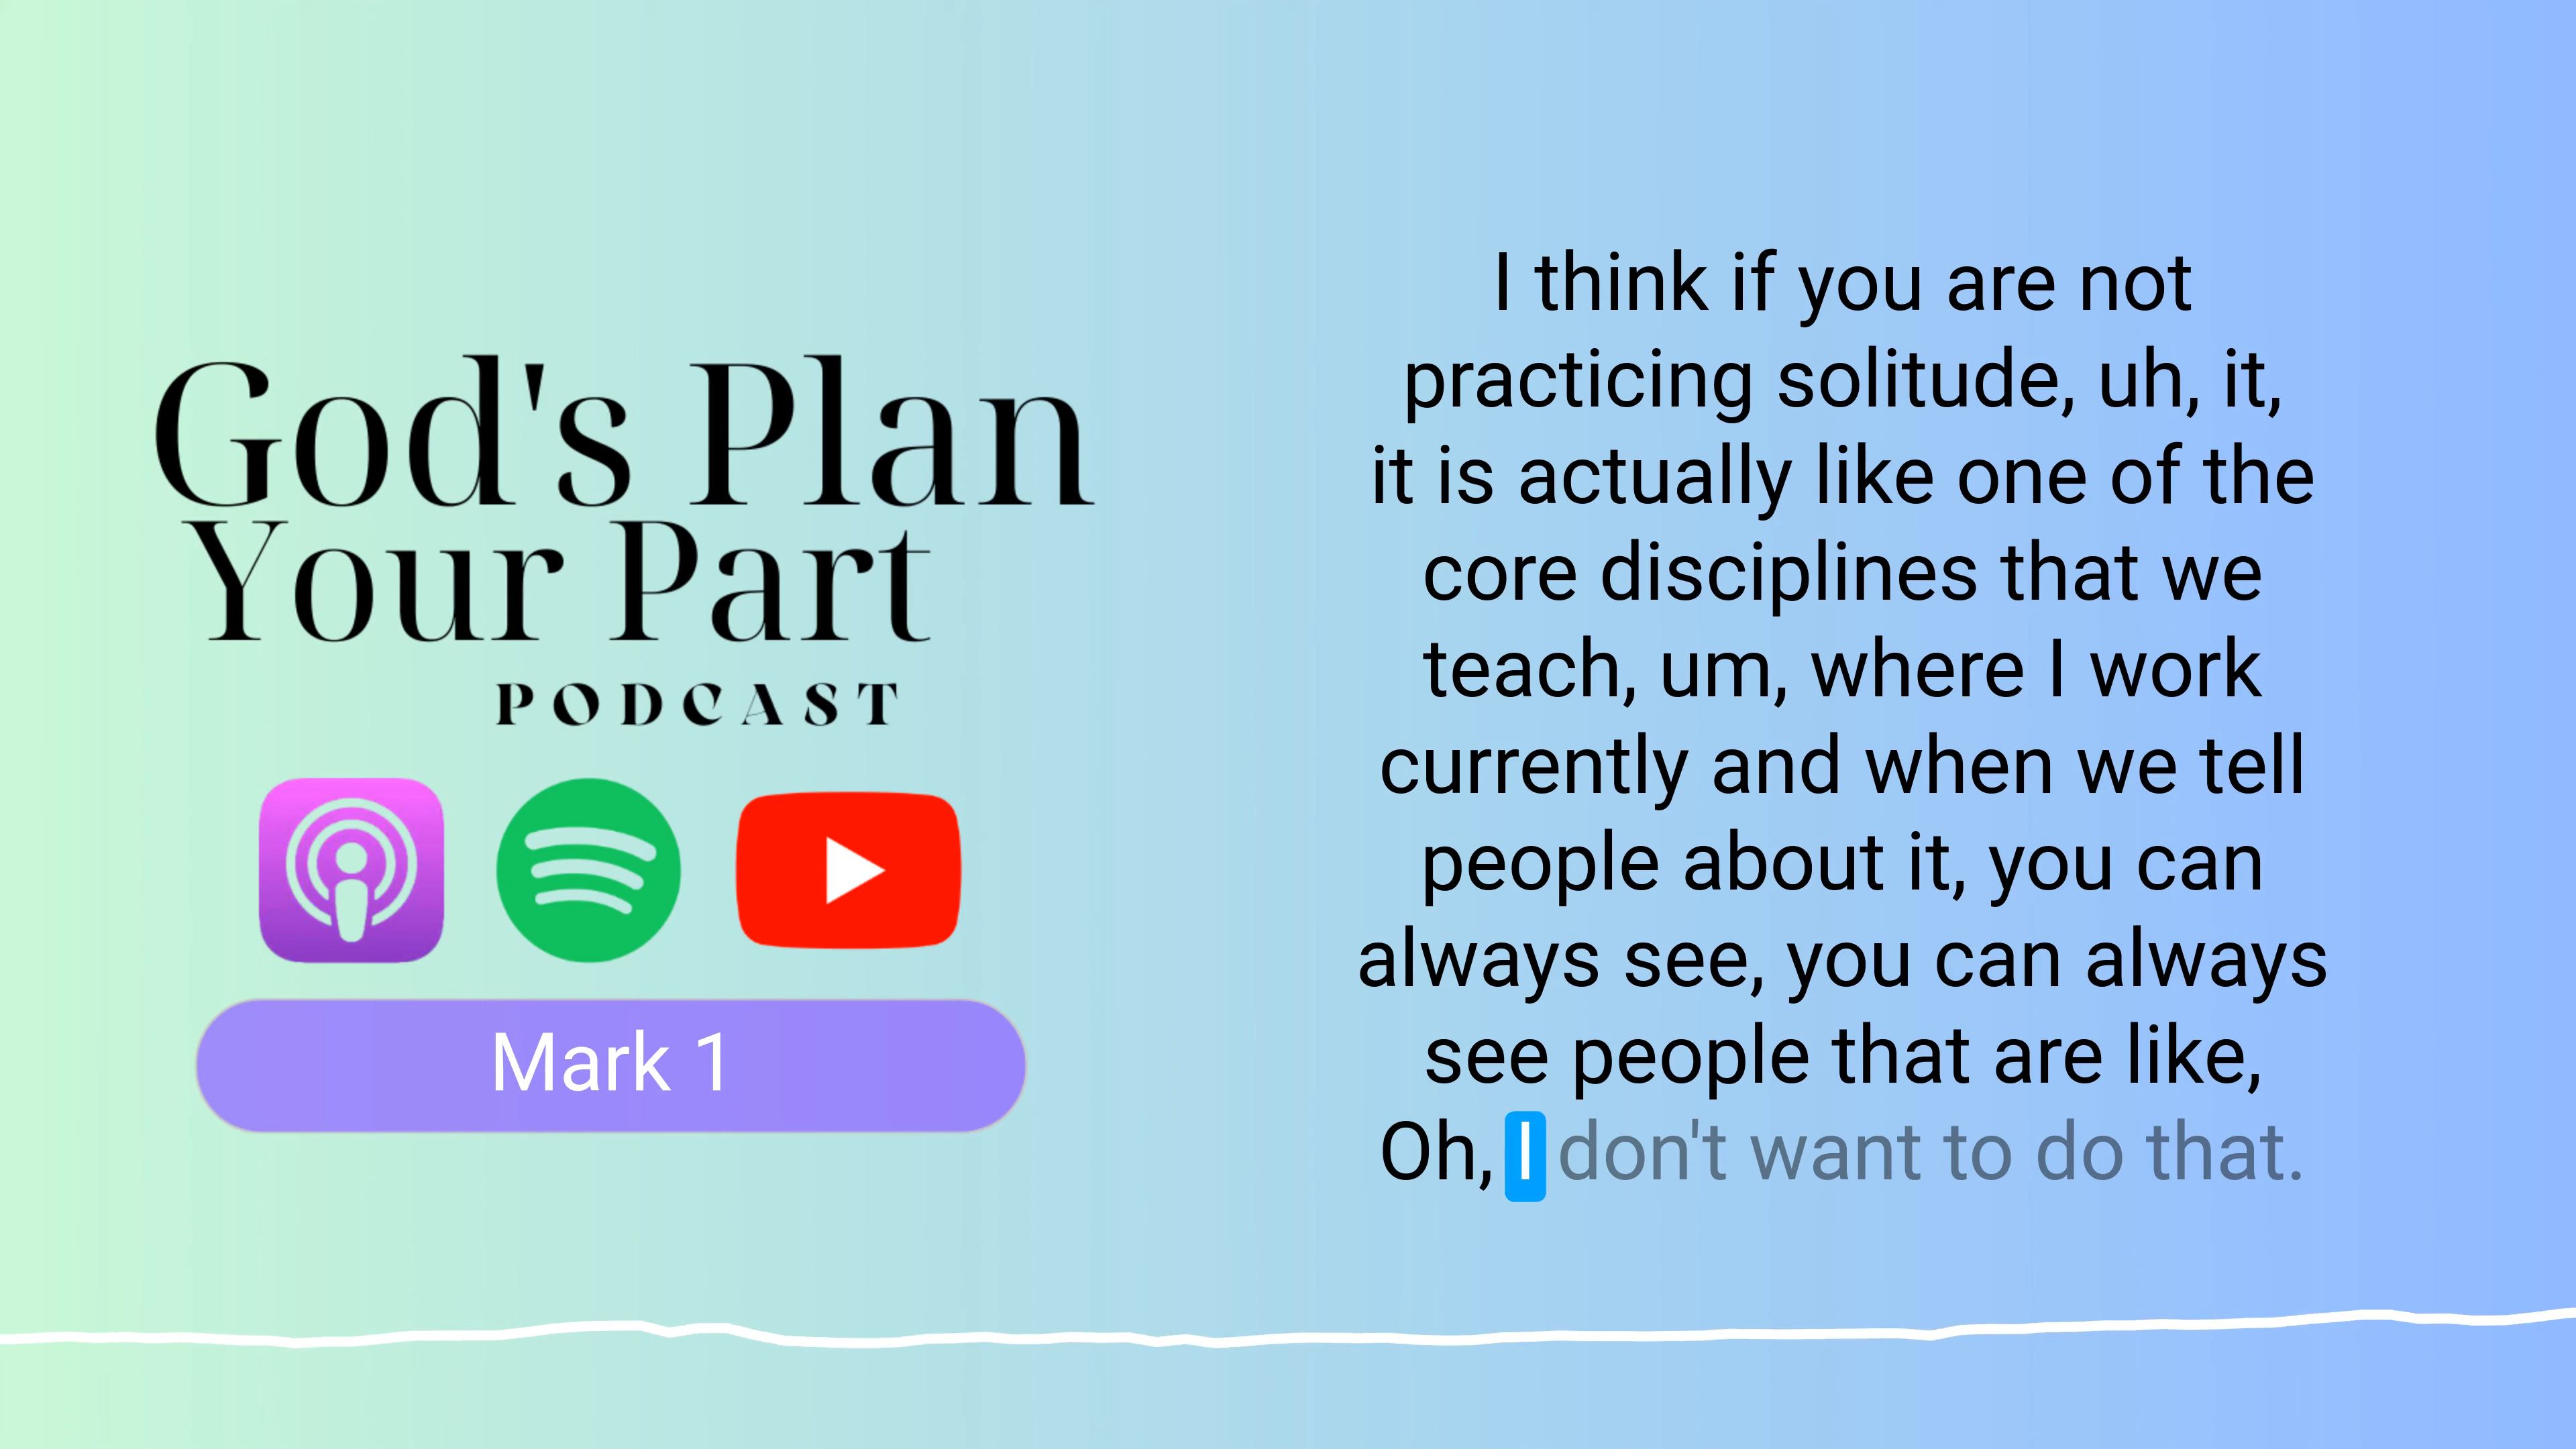 God's Plan
Your Part
PODCAST
Mark 1
I think if you are not
practicing solitude, uh, it,
it is actually like one of the
core disciplines that we
teach, um, where I work
currently and when we tell
people about it, you can
always see, you can always
see people that are like,
Oh, I don't want to do that.